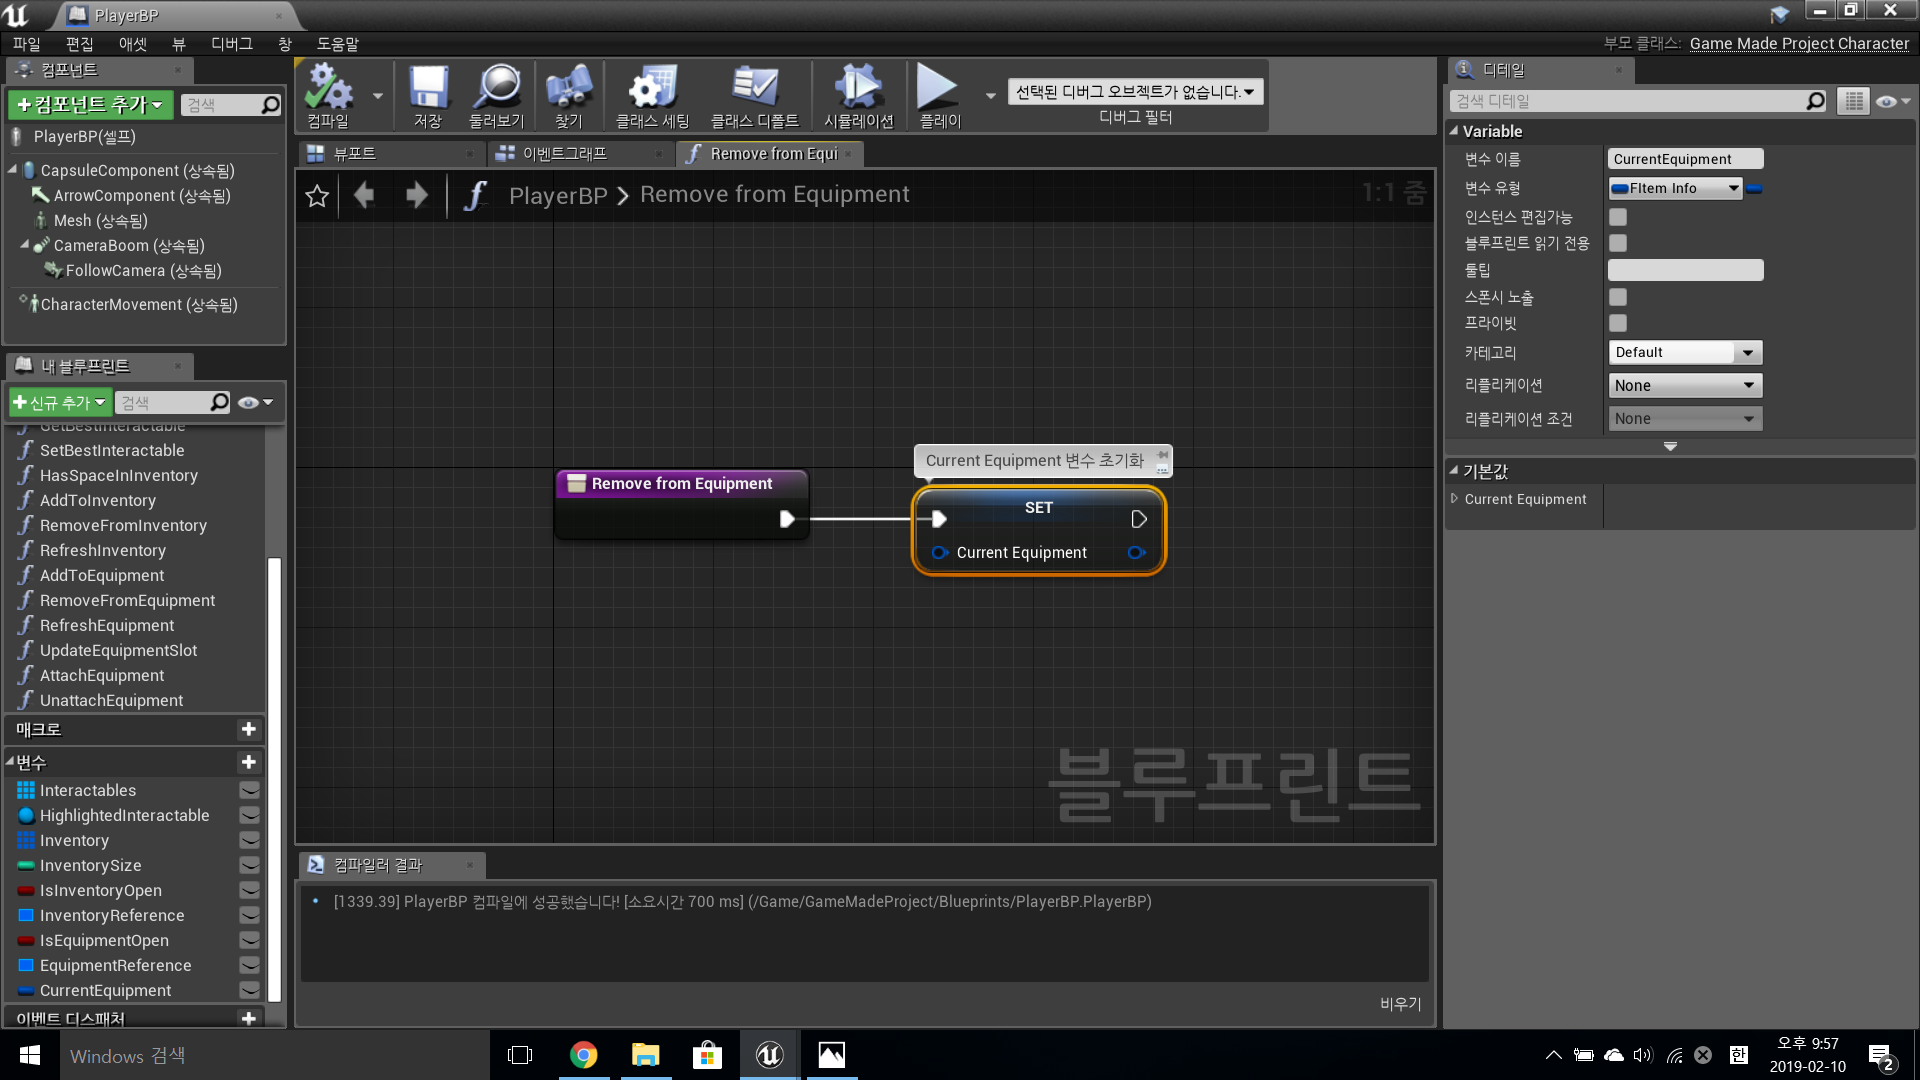 PlayerBP
파일 편집 애셋 뷰 디버그 창 도움말
부모 클래스: Game Made Project Character
컴포넌트
+컴포넌트 추가
검색
PlayerBP(셀프)
CapsuleComponent (상속됨)
ArrowComponent (상속됨)
Mesh (상속됨)
CameraBoom (상속됨)
FollowCamera (상속됨)
CharacterMovement (상속됨)
내 블루프린트
+신규 추가
검색
GetBestInteractable
SetBestInteractable
HasSpaceInInventory
AddToInventory
RemoveFromInventory
RefreshInventory
AddToEquipment
RemoveFromEquipment
RefreshEquipment
UpdateEquipmentSlot
AttachEquipment
UnattachEquipment
매크로
변수
Interactables
HighlightedInteractable
Inventory
InventorySize
IsInventoryOpen
InventoryReference
IsEquipmentOpen
EquipmentReference
CurrentEquipment
이벤트 디스패처
컴파일
저장
둘러보기
찾기
클래스 세팅
클래스 디폴트
시뮬레이션
플레이
선택된 디버그 오브젝트가 없습니다.
디버그 필터
뷰포트
이벤트그래프
Remove from Equi
PlayerBP > Remove from Equipment
1:1 줌
Remove from Equipment
Current Equipment 변수 초기화
SET
Current Equipment
블루프린트
컴파일러 결과
[1339.39] PlayerBP 컴파일에 성공했습니다! [소요시간 700 ms] (/Game/GameMadeProject/Blueprints/PlayerBP.PlayerBP)
비우기
디테일
검색 디테일
Variable
변수 이름 CurrentEquipment
변수 유형 FItem Info
인스턴스 편집가능
블루프린트 읽기 전용
툴팁
스폰시 노출
프라이빗
카테고리 Default
리플리케이션 None
리플리케이션 조건 None
기본값
Current Equipment
Windows 검색
한
오후 9:57
2019-02-10
2